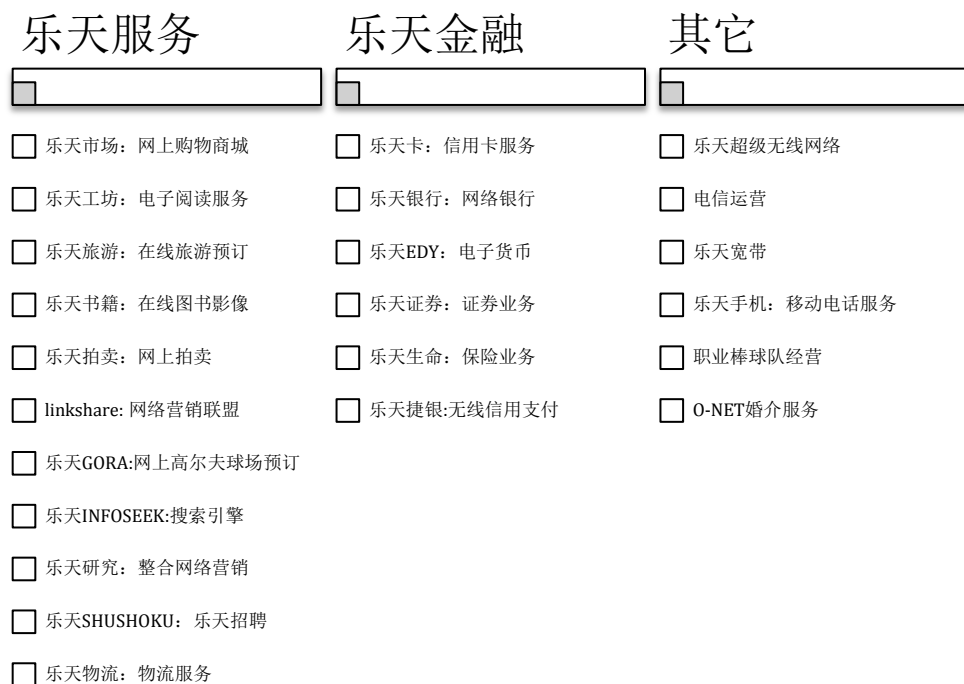 乐天服务
乐天市场：网上购物商城
乐天工坊：电子阅读服务
乐天旅游：在线旅游预订
乐天书籍：在线图书影像
乐天拍卖：网上拍卖
linkshare: 网络营销联盟
乐天GORA:网上高尔夫球场预订
乐天INFOSEEK:搜索引擎
乐天研究：整合网络营销
乐天SHUSHOKU：乐天招聘
乐天物流：物流服务
乐天金融
乐天卡：信用卡服务
乐天银行：网络银行
乐天EDY：电子货币
乐天证券：证券业务
乐天生命：保险业务
乐天捷银:无线信用支付
其它
乐天超级无线网络
电信运营
乐天宽带
乐天手机：移动电话服务
职业棒球队经营
O-NET婚介服务